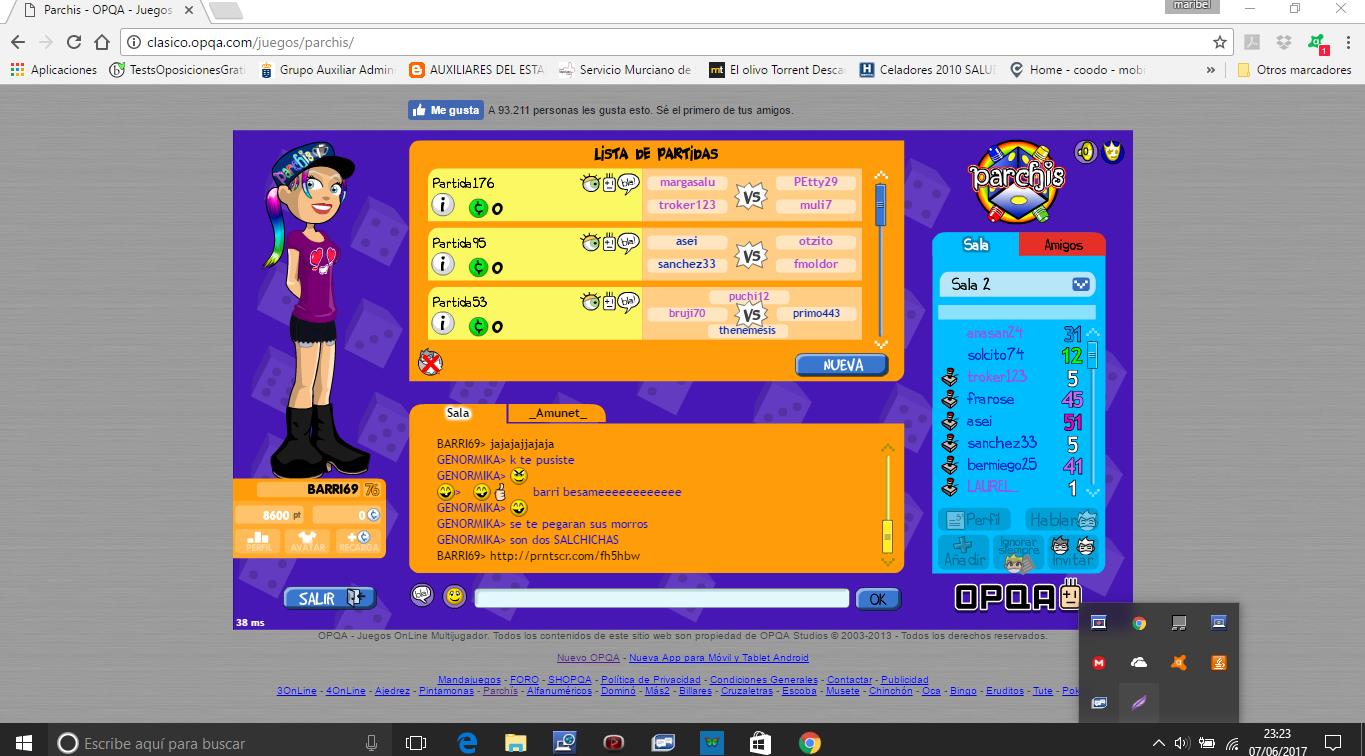 Parchis - OPQA - Juegos
maribel
clasico.opqa.com/juegos/parchis/
1
Aplicaciones
TestsOposicionesGrati
Grupo Auxiliar Admin
AUXILIARES DEL ESTA
Servicio Murciano de
El olivo Torrent Desca
Celadores 2010 SALU
Home - coodo - mobi
»
Otros marcadores
Me gusta
A 93.211 personas les gusta esto. Sé el primero de tus amigos.
LISTA DE PARTIDAS
Partida176
bla!
margasalu
troker123
VS
PEtty29
muli7
i
0
Partida95
bla!
asei
sanchez33
VS
otzito
fmoldor
i
0
Partida53
bla!
puchi12
bruji70
VS
primo443
thenemesis
i
0
NUEVA
parchis
parchis
Sala
Amigos
Sala 2
anasan24 31
solcito74 12
troker123 5
frarose 45
asei 51
sanchez33 5
bermiego25 41
LAUREL_ 1
Perfil
Hablar
Añadir
Ignorar siempre
Invitar
OPQA
Sala
_Amunet_
BARRI69> jajajajjajaja
GENORMIKA> k te pusiste
GENORMIKA>
> barri besameeeeeeeeeeee
GENORMIKA>
GENORMIKA> se te pegaran sus morros
GENORMIKA> son dos SALCHICHAS
BARRI69> http://prntscr.com/fh5hbw
bla!
OK
BARRI69 76
8600 pt
0
PERFIL
AVATAR
RECARGA
SALIR
38 ms
OPQA - Juegos OnLine Multijugador. Todos los contenidos de este sitio web son propiedad de OPQA Studios © 2003-2013 - Todos los derechos reservados.
Nuevo OPQA - Nueva App para Móvil y Tablet Android
Mandajuegos - FORO - SHOPQA - Política de Privacidad - Condiciones Generales - Contactar - Publicidad
3OnLine - 4OnLine - Ajedrez - Pintamonas - Parchís - Alfanuméricos - Dominó - Más2 - Billares - Cruzaletras - Escoba - Musete - Chinchón - Oca - Bingo - Eruditos - Tute - Pok
Escribe aquí para buscar
23:23
07/06/2017